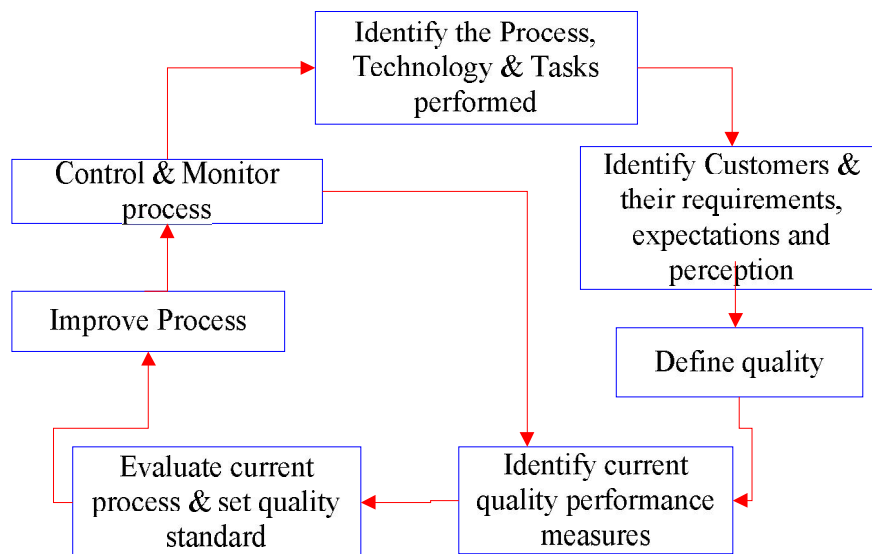 Identify the Process,
Technology & Tasks
performed
Identify Customers &
their requirements,
expectations and
perception
Define quality
Identify current
quality performance
measures
Evaluate current
process & set quality
standard
Improve Process
Control & Monitor
process